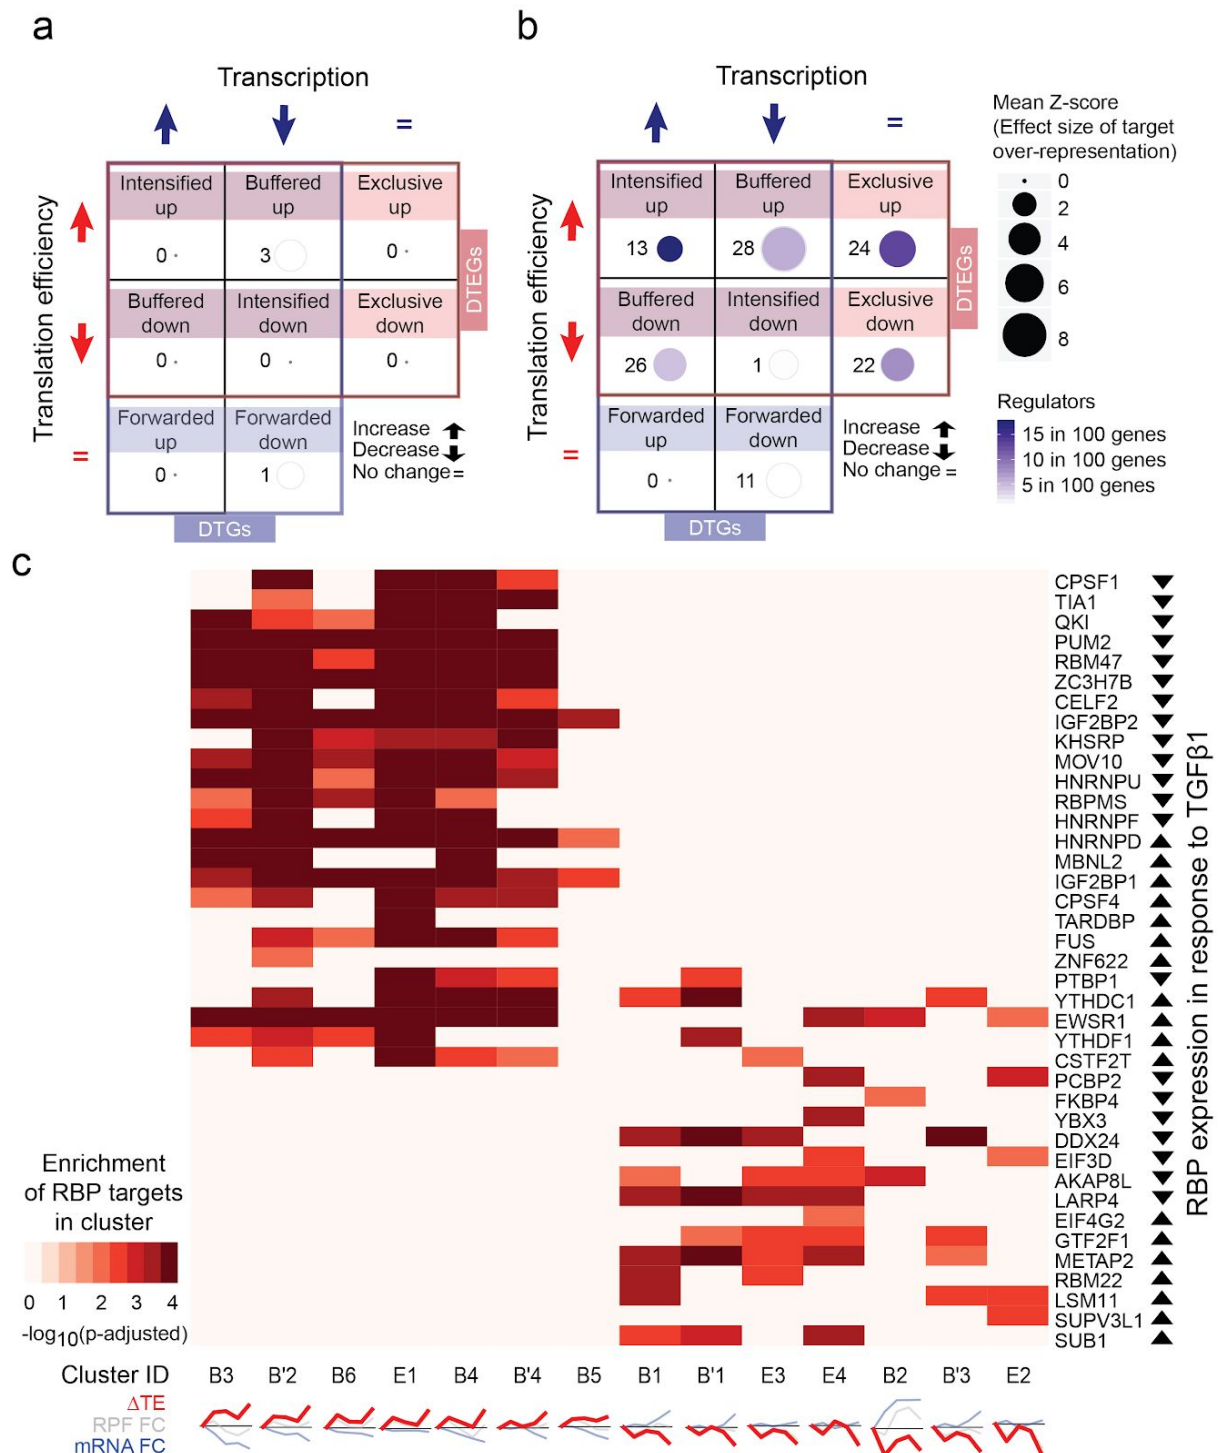 a
Transcription
=
Translation efficiency
Intensified up
Buffered up
Exclusive up
0
3
0
Buffered down
Intensified down
Exclusive down
0
0
0
DTEGs
=
Forwarded up
Forwarded down
0
1
Increase
Decrease
No change =
DTGs
b
Transcription
=
Translation efficiency
Intensified up
Buffered up
Exclusive up
13
28
24
Buffered down
Intensified down
Exclusive down
26
1
22
DTEGs
=
Forwarded up
Forwarded down
0
11
Increase
Decrease
No change =
DTGs
Mean Z-score
(Effect size of target
over-representation)
0
2
4
6
8
Regulators
15 in 100 genes
10 in 100 genes
5 in 100 genes
c
CPSF1
TIA1
QKI
PUM2
RBM47
ZC3H7B
CELF2
IGF2BP2
KHSRP
MOV10
HNRNPU
RBPMS
HNRNPF
HNRNPD
MBNL2
IGF2BP1
CPSF4
TARDBP
FUS
ZNF622
PTBP1
YTHDC1
EWSR1
YTHDF1
CSTF2T
PCBP2
FKBP4
YBX3
DDX24
EIF3D
AKAP8L
LARP4
EIF4G2
GTF2F1
METAP2
RBM22
LSM11
SUPV3L1
SUB1
RBP expression in response to TGFβ1
Enrichment
of RBP targets
in cluster
0 1 2 3 4
-log10(p-adjusted)
Cluster ID B3 B'2 B6 E1 B4 B'4 B5 B1 B'1 E3 E4 B2 B'3 E2
ΔTE
RPF FC
mRNA FC